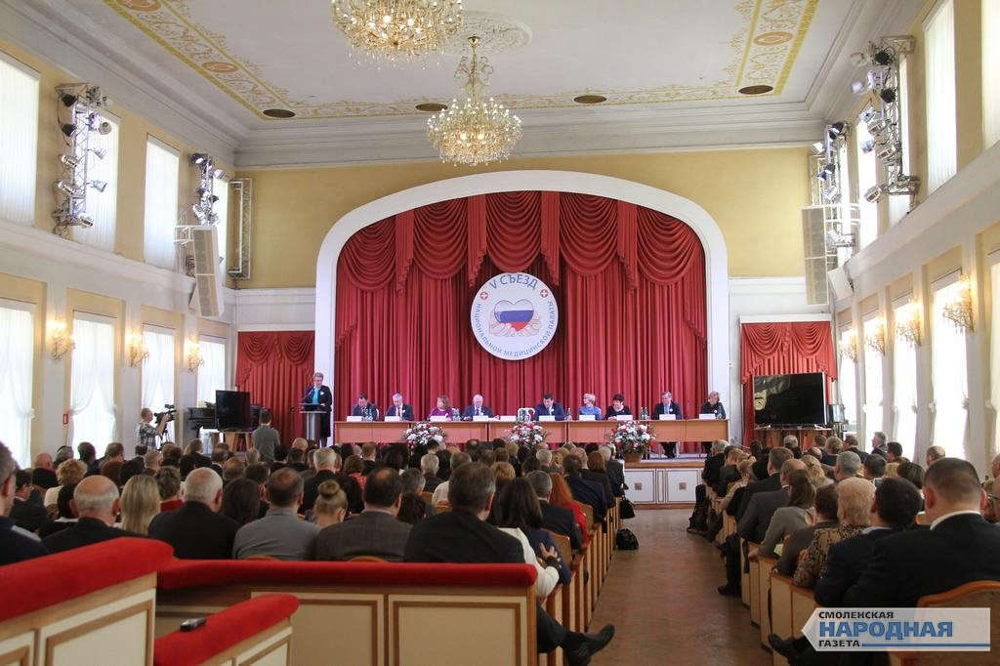 V СЪЕЗД
НАЦИОНАЛЬНОЙ МЕДИЦИНСКОЙ ПАЛАТЫ
СМОЛЕНСКАЯ
НАРОДНАЯ
ГАЗЕТА